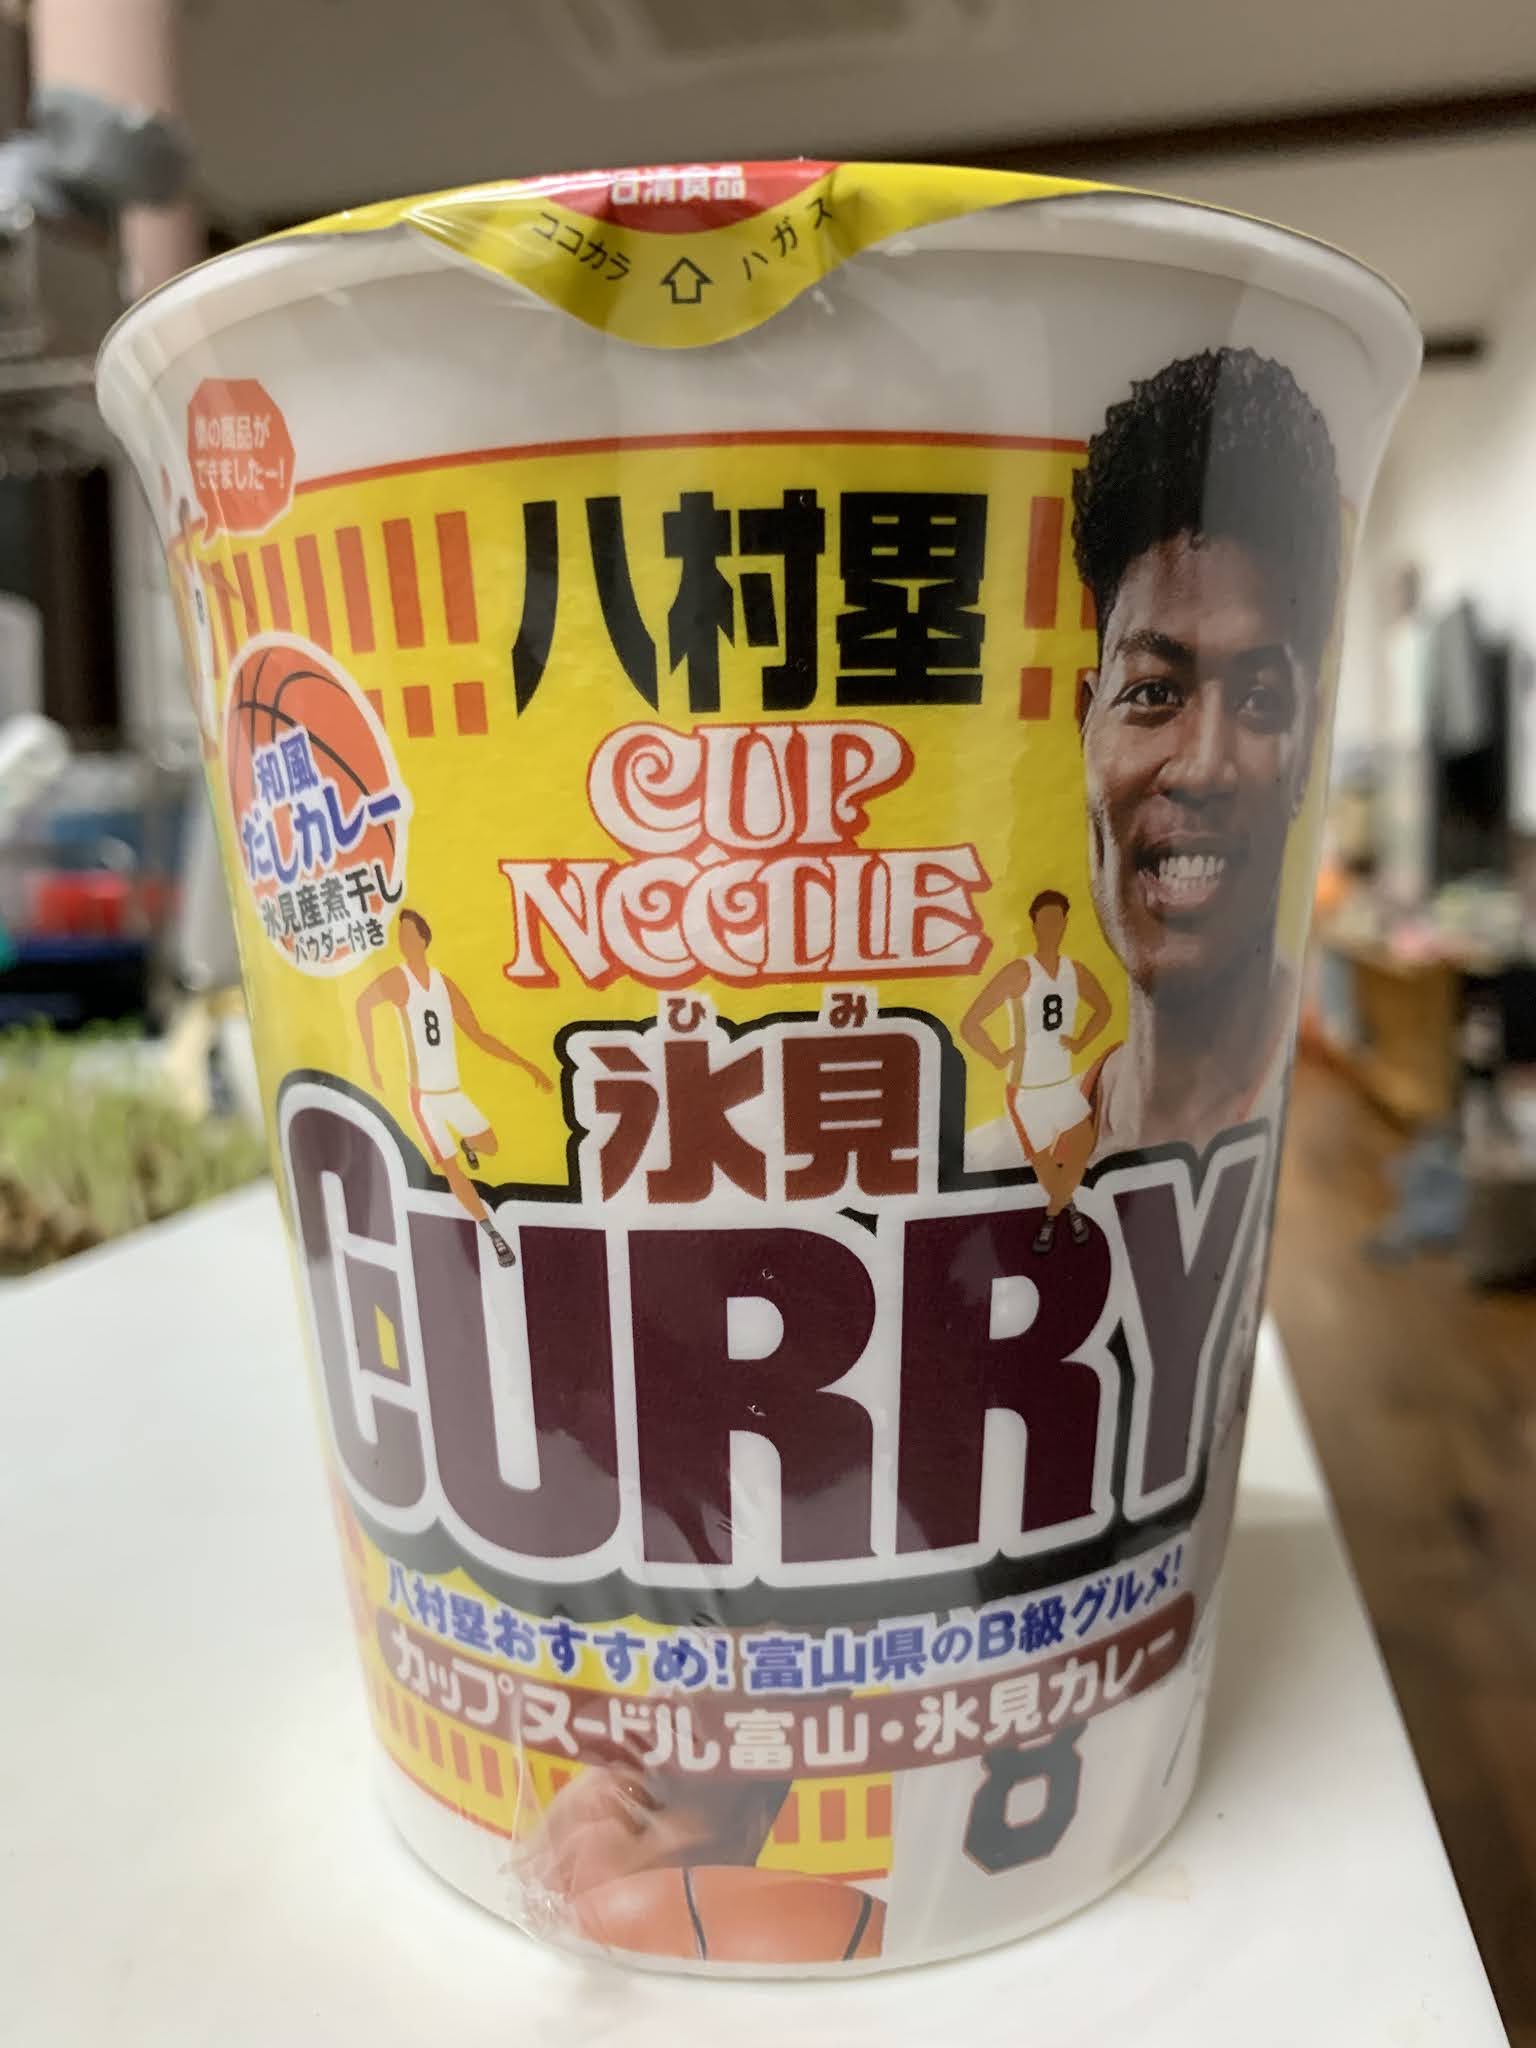 日清食品
ココカラ ハガス
僕の商品が
できましたー!
八村塁
CUP
NOODLE
和風
だしカレー
氷見産煮干し
パウダー付き
8
8
8
ひみ
氷見
CURRY
八村塁おすすめ!富山県のB級グルメ!
カップヌードル富山・氷見カレー
8